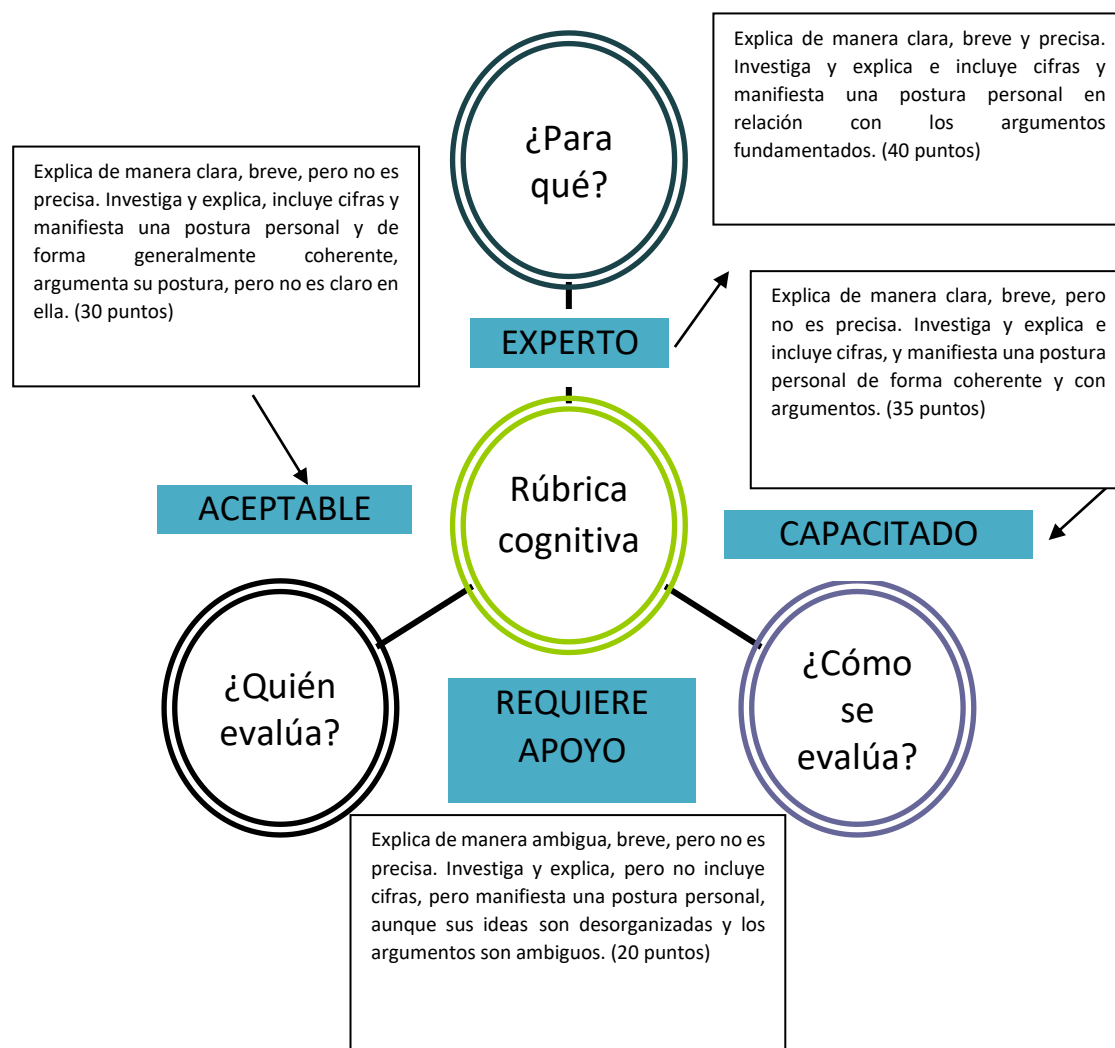 ¿Para
qué?
Explica de manera clara, breve y precisa.
Investiga y explica e incluye cifras y
manifiesta una postura personal en
relación con los argumentos
fundamentados. (40 puntos)
Explica de manera clara, breve, pero no es
precisa. Investiga y explica, incluye cifras y
manifiesta una postura personal y de
forma generalmente coherente,
argumenta su postura, pero no es claro en
ella. (30 puntos)
EXPERTO
Explica de manera clara, breve, pero
no es precisa. Investiga y explica e
incluye cifras, y manifiesta una postura
personal de forma coherente y con
argumentos. (35 puntos)
ACEPTABLE
Rúbrica
cognitiva
CAPACITADO
¿Quién
evalúa?
REQUIERE
APOYO
¿Cómo
se
evalúa?
Explica de manera ambigua, breve, pero no es
precisa. Investiga y explica, pero no incluye
cifras, pero manifiesta una postura personal,
aunque sus ideas son desorganizadas y los
argumentos son ambiguos. (20 puntos)